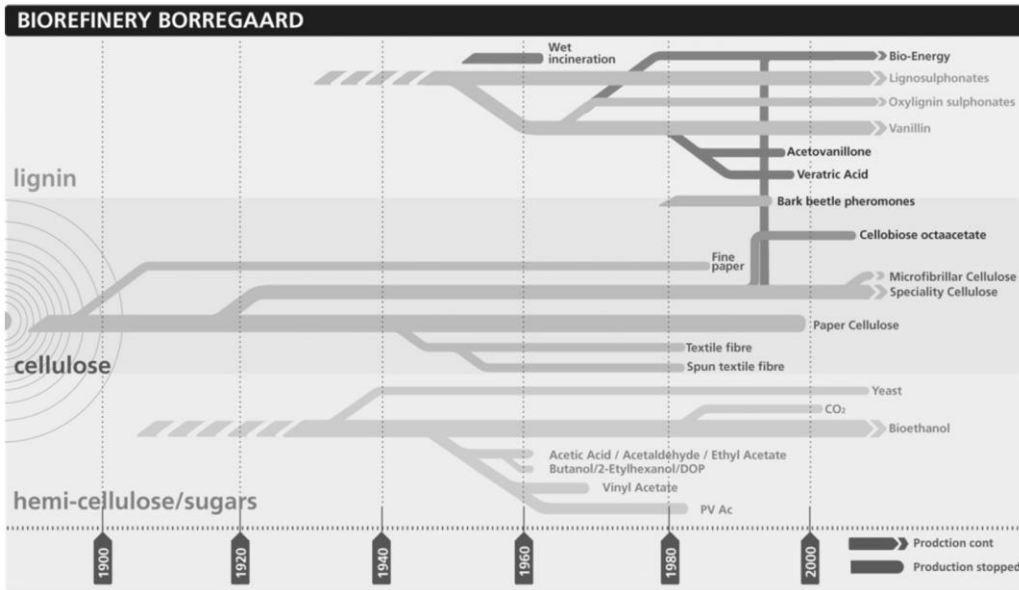 BIOREFINERY BORREGAARD
Wet
incineration
Bio-Energy
Lignosulphonates
Oxylignin sulphonates
Vanillin
Acetovanillone
lignin
Veratric Acid
Bark beetle pheromones
Cellobiose octaacetate
Fine
paper
Microfibrillar Cellulose
Speciality Cellulose
Paper Cellulose
Textile fibre
cellulose
Spun textile fibre
Yeast
CO₂
Bioethanol
Acetic Acid / Acetaldehyde / Ethyl Acetate
Butanol/2-Etylhexanol/DOP
Vinyl Acetate
hemi-cellulose/sugars
PV Ac
1900
1920
1940
1960
1980
2000
Prodction cont
Production stopped